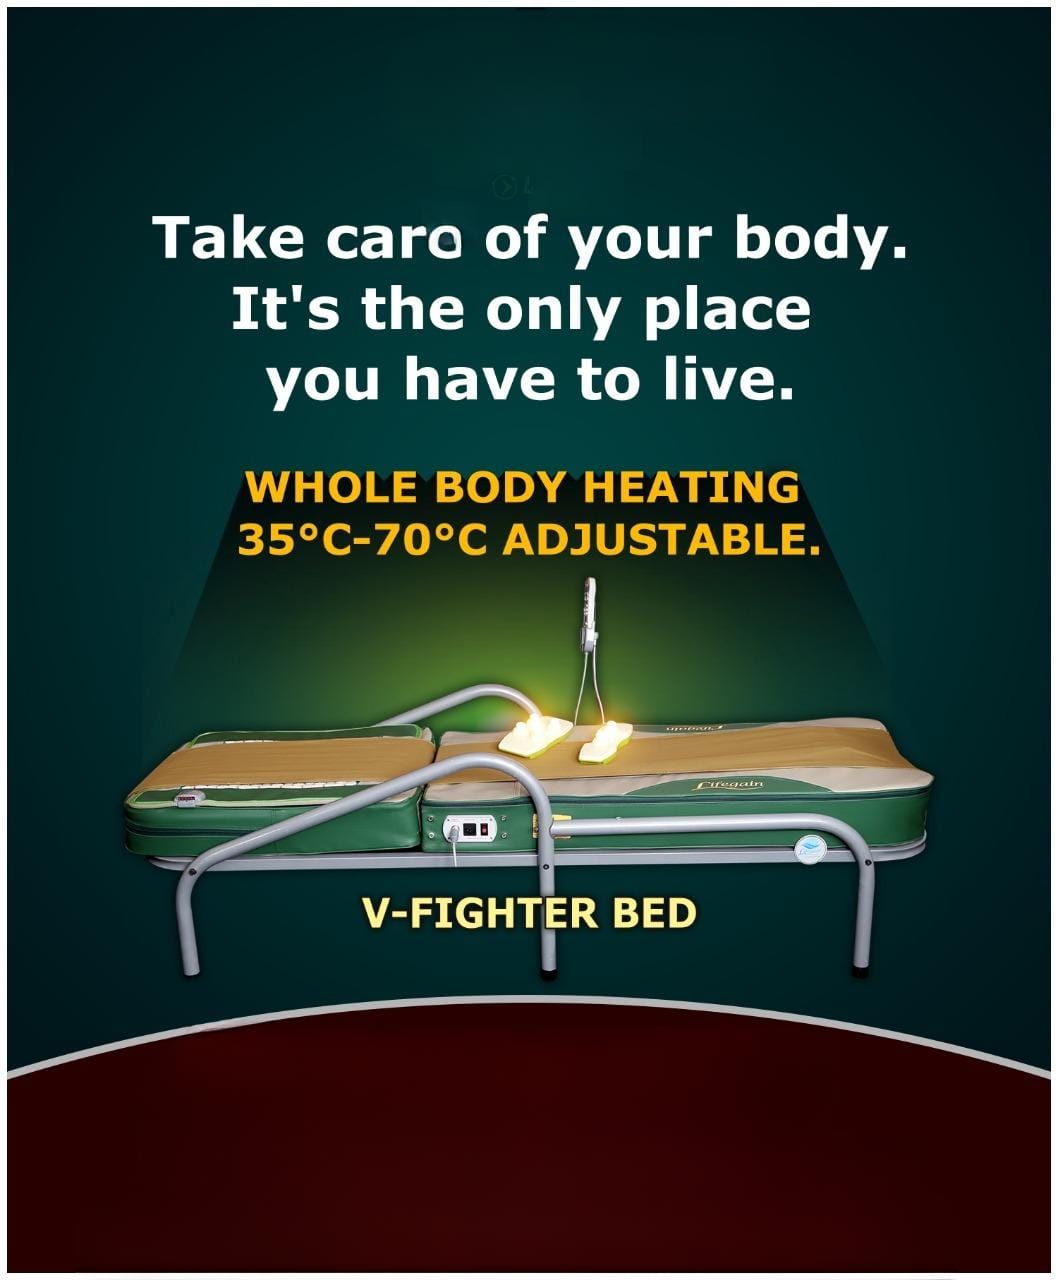 Take care of your body.
It's the only place
you have to live.
WHOLE BODY HEATING
35°C-70°C ADJUSTABLE.
Lifegain
Lifegain
V-FIGHTER BED